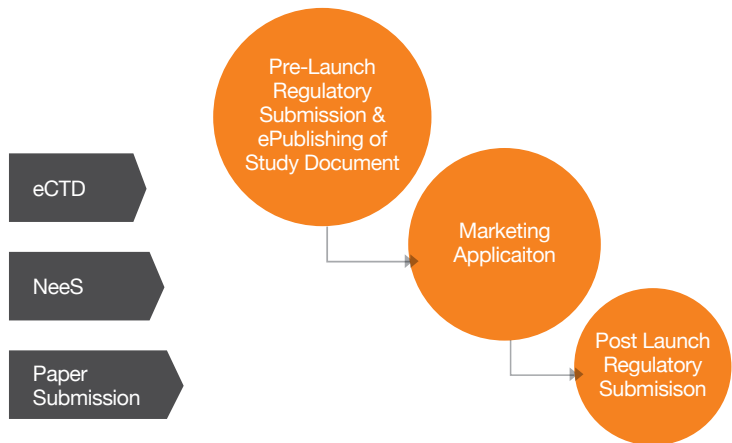 Pre-Launch
Regulatory
Submission &
ePublishing of
Study Document
eCTD
Marketing
Applicaiton
NeeS
Post Launch
Regulatory
Submisison
Paper
Submission